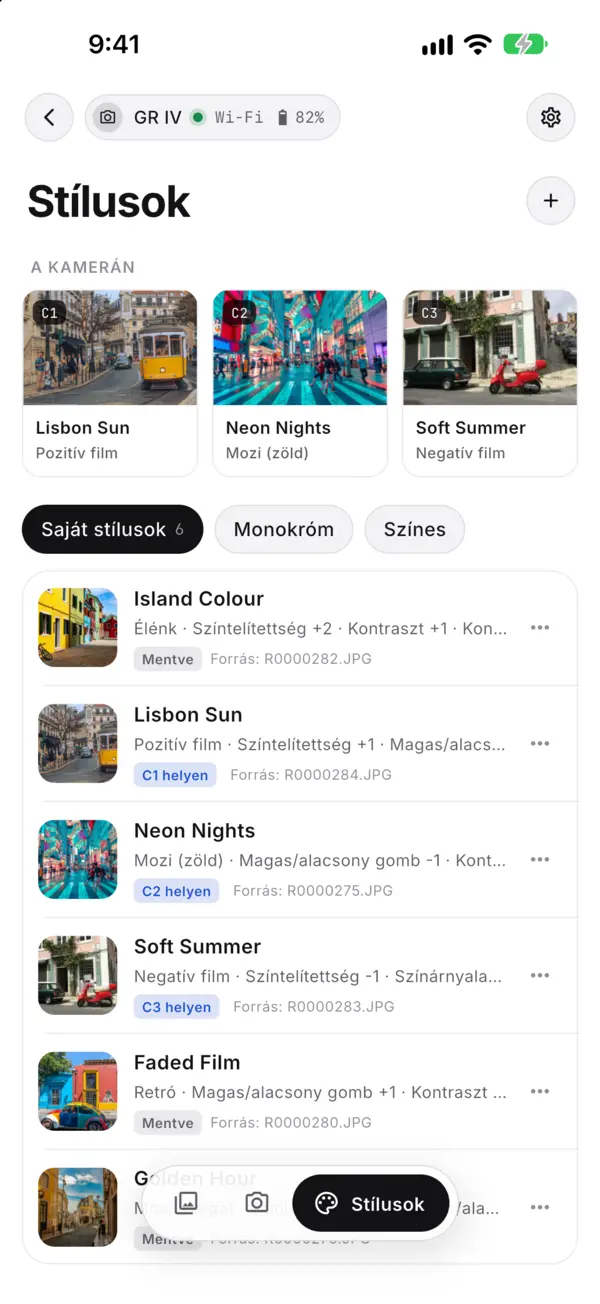 9:41
GR IV Wi-Fi 82%
Stílusok
A KAMERÁN
C1
C2
C3
Lisbon Sun
Pozitív film
Neon Nights
Mozi (zöld)
Soft Summer
Negatív film
Saját stílusok 6
Monokróm
Színes
Island Colour
Élénk · Színtelítettség +2 · Kontraszt +1 · Kon...
Mentve Forrás: R0000282.JPG
Lisbon Sun
Pozitív film · Színtelítettség +1 · Magas/alacs...
C1 helyen Forrás: R0000284.JPG
Neon Nights
Mozi (zöld) · Magas/alacsony gomb -1 · Kont...
C2 helyen Forrás: R0000275.JPG
Soft Summer
Negatív film · Színtelítettség -1 · Színárnyala...
C3 helyen Forrás: R0000283.JPG
Faded Film
Retró · Magas/alacsony gomb +1 · Kontraszt ...
Mentve Forrás: R0000280.JPG
Golden Hour
/ala...
Mentve
Stílusok